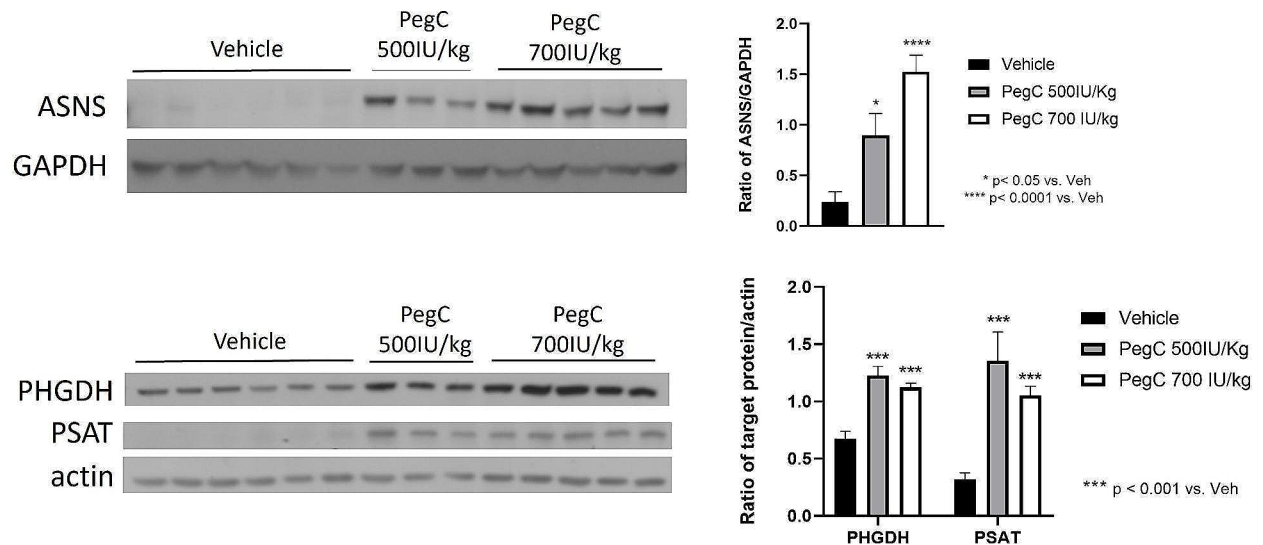 Vehicle
PegC
500IU/kg
PegC
700IU/kg
ASNS
GAPDH
Ratio of ASNS/GAPDH
2.0
1.5
1.0
0.5
0.0
*
****
Vehicle
PegC 500IU/Kg
PegC 700 IU/kg
* p< 0.05 vs. Veh
**** p< 0.0001 vs. Veh
Vehicle
PegC
500IU/kg
PegC
700IU/kg
PHGDH
PSAT
actin
Ratio of target protein/actin
2.0
1.5
1.0
0.5
0.0
***
***
***
***
PHGDH
PSAT
Vehicle
PegC 500IU/Kg
PegC 700 IU/kg
*** p < 0.001 vs. Veh